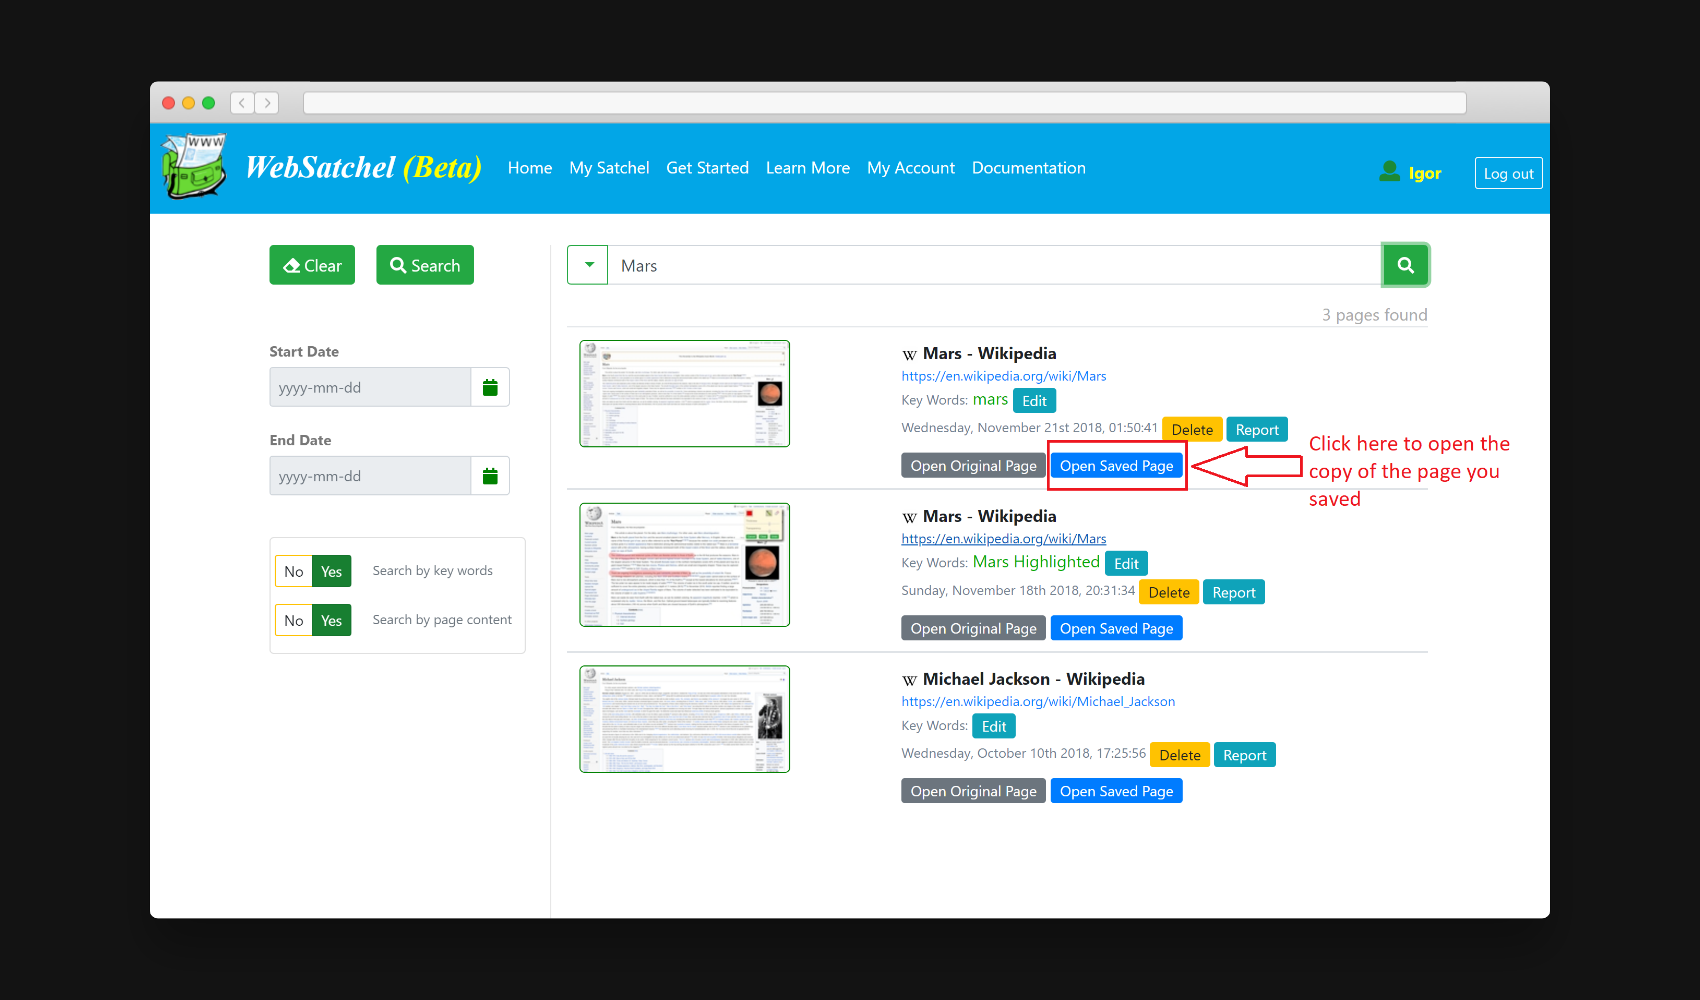 WWW
WebSatchel (Beta)
Home My Satchel Get Started Learn More My Account Documentation
Igor
Log out
Clear
Search
Mars
3 pages found
Start Date
yyyy-mm-dd
End Date
yyyy-mm-dd
No Yes Search by key words
No Yes Search by page content
W Mars - Wikipedia
https://en.wikipedia.org/wiki/Mars
Key Words: mars Edit
Wednesday, November 21st 2018, 01:50:41 Delete Report
Open Original Page Open Saved Page
Click here to open the
copy of the page you
saved
W Mars - Wikipedia
https://en.wikipedia.org/wiki/Mars
Key Words: Mars Highlighted Edit
Sunday, November 18th 2018, 20:31:34 Delete Report
Open Original Page Open Saved Page
W Michael Jackson - Wikipedia
https://en.wikipedia.org/wiki/Michael_Jackson
Key Words: Edit
Wednesday, October 10th 2018, 17:25:56 Delete Report
Open Original Page Open Saved Page